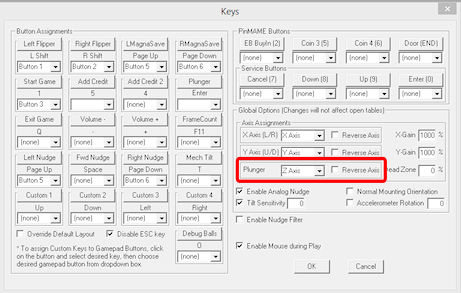 Keys
Button Assignments
Left Flipper Right Flipper LMagnaSave RMagnaSave
L Shift R Shift Page Up Page Down
Button 1 Button 2 Button 5 Button 6
Start Game Add Credit Add Credit 2 Plunger
1 5 4 Enter
Button 3 (none) (none)
Exit Game Volume - Volume + FrameCount
Q - + F11
(none) (none) (none) (none)
Left Nudge Fwd Nudge Right Nudge Mech Tilt
Page Up Space Page Down T
Button 5 (none) Button 6 (none)
Custom 1 Custom 2 Custom 3 Custom 4
Up Down Left Right
(none) (none) (none) (none)
Override Default Layout Disable ESC key Debug Balls
O
(none)
* To assign Custom Keys to Gamepad Buttons, click
on the button and select desired key, then choose
desired gamepad button from dropdown box.
PinMAME Buttons
EB BuyIn (2) Coin 3 (5) Coin 4 (6) Door (END)
(none) (none) (none) (none)
Service Buttons
Cancel (7) Down (8) Up (9) Enter (0)
(none) (none) (none) (none)
Global Options (Changes will not affect open tables)
Axis Assignments
X Axis (L/R) X Axis Reverse Axis X-Gain 1000 %
Y Axis (U/D) Y Axis Reverse Axis Y-Gain 1000 %
Plunger Z Axis Reverse Axis ead Zone 0 %
Enable Analog Nudge Normal Mounting Orientation
Tilt Sensitivity 0 Accelerometer Rotation 0
Enable Nudge Filter
Enable Mouse during Play
OK Cancel